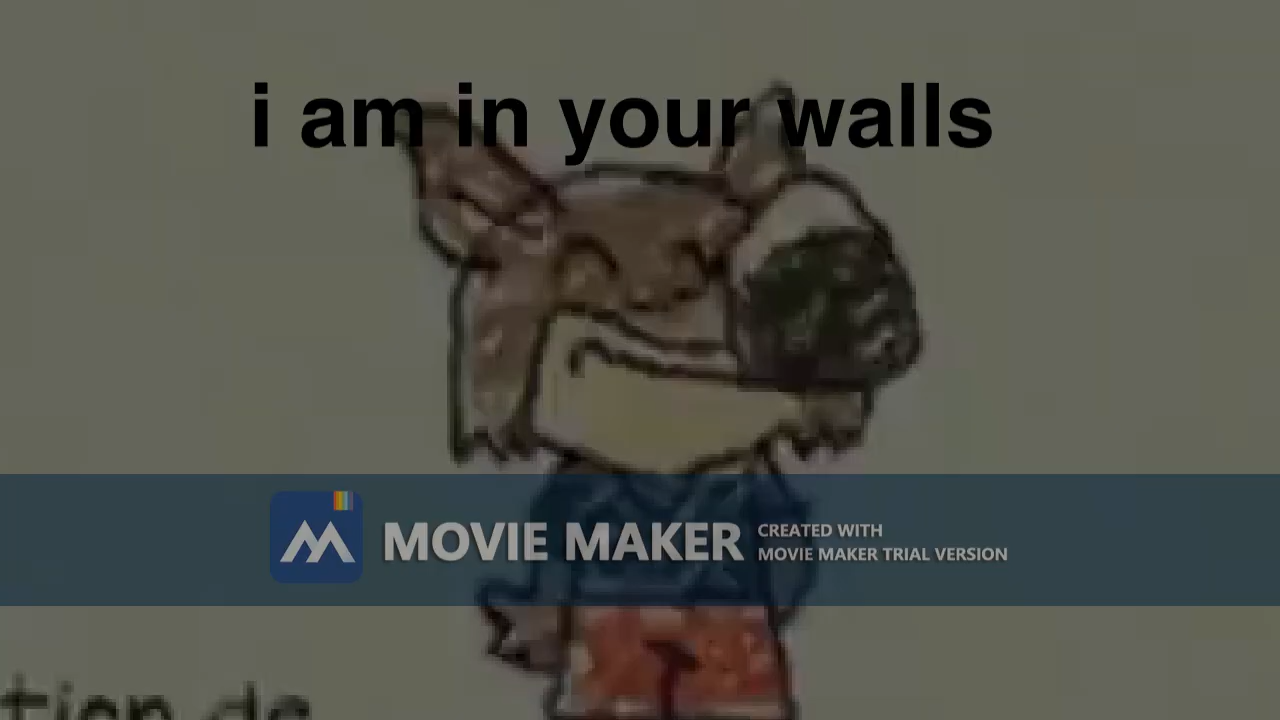 i am in your walls
MOVIE MAKER
CREATED WITH
MOVIE MAKER TRIAL VERSION